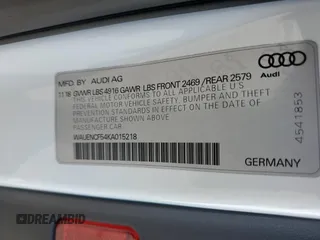 MFD. BY AUDI AG
11.18 GVWR LBS 4916 GAWR LBS FRONT 2469 /REAR 2579
THIS VEHICLE CONFORMS TO ALL APPLICABLE
FEDERAL MOTOR VEHICLE SAFETY, BUMPER AND THEFT
PREVENTION STANDARDS IN EFFECT ON THE DATE OF
MANUFACTURE SHOWN ABOVE
PASSENGER CAR
WAUENCF54KA015218
GERMANY
Audi
4541853
DREAMBID